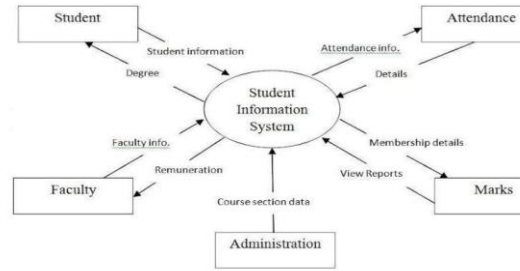 Student
Attendance
Student information
Attendance info.
Degree
Details
Student
Information
System
Faculty info.
Membership details
Remuneration
View Reports
Faculty
Marks
Course section data
Administration